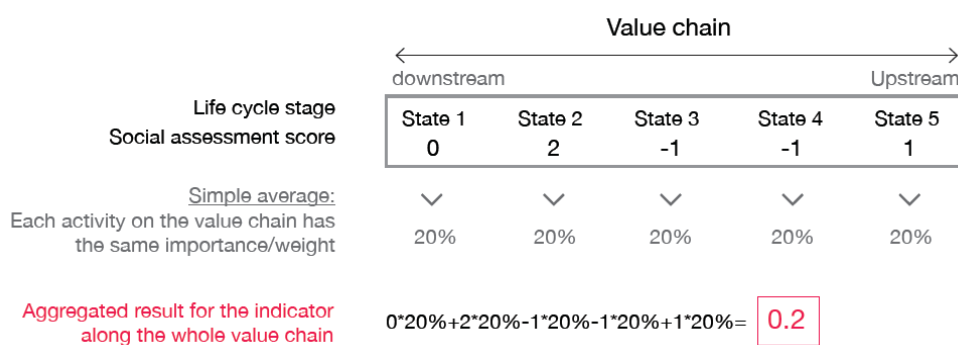 Value chain
downstream Upstream
Life cycle stage State 1 State 2 State 3 State 4 State 5
Social assessment score 0 2 -1 -1 1
Simple average:
Each activity on the value chain has
the same importance/weight 20% 20% 20% 20% 20%
Aggregated result for the indicator
along the whole value chain 0*20%+2*20%-1*20%-1*20%+1*20%= 0.2